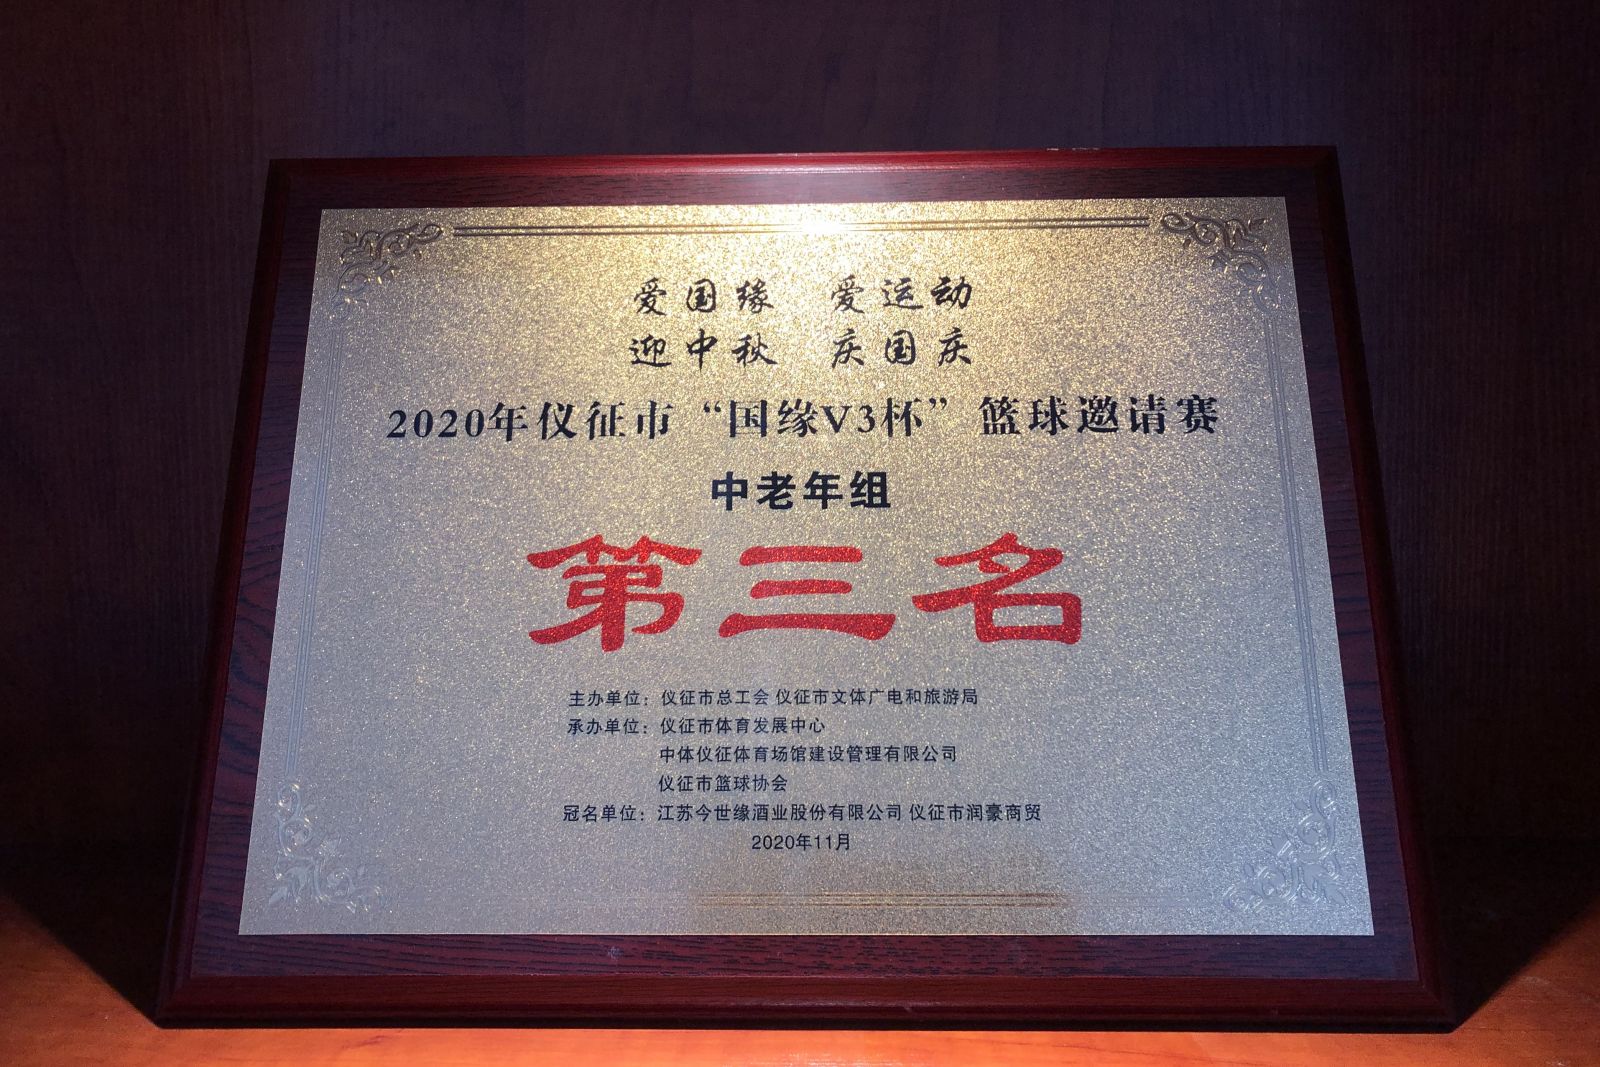 爱国缘 爱运动
迎中秋 庆国庆
2020年仪征市“国缘V3杯”篮球邀请赛
中老年组
第三名
主办单位：仪征市总工会 仪征市文体广电和旅游局
承办单位：仪征市体育发展中心
中体仪征体育场馆建设管理有限公司
仪征市篮球协会
冠名单位：江苏今世缘酒业股份有限公司 仪征市润豪商贸
2020年11月